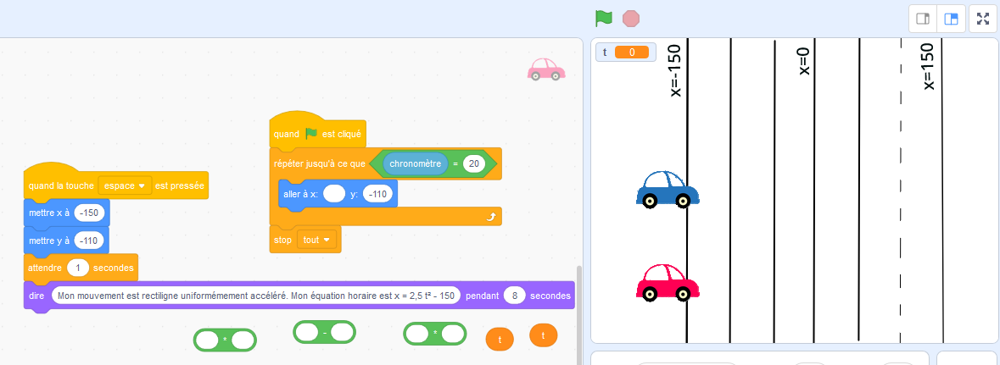 quand est cliqué
répéter jusqu'à ce que chronomètre = 20
aller à x: y: -110
stop tout
quand la touche espace est pressée
mettre x à -150
mettre y à -110
attendre 1 secondes
dire Mon mouvement est rectiligne uniformémement accéléré. Mon équation horaire est x = 2,5 t² - 150 pendant 8 secondes
*
-
*
t
t
t 0
x=-150
x=0
x=150